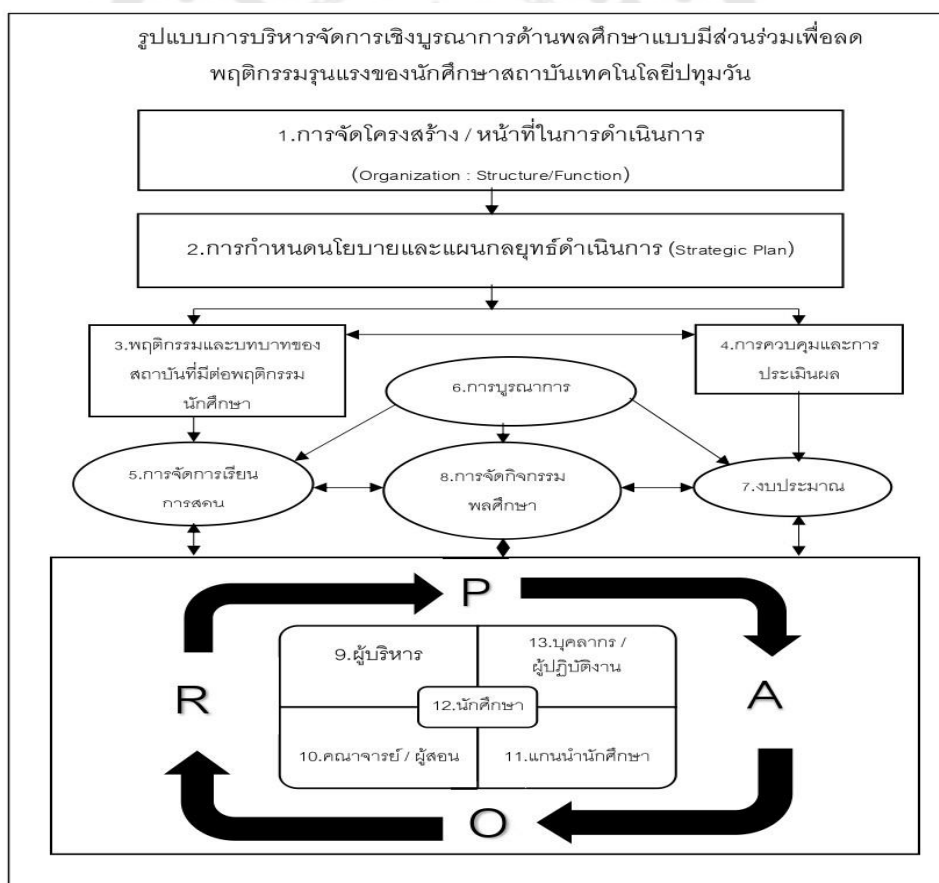 รูปแบบการบริหารจัดการเชิงบูรณาการด้านพลศึกษาแบบมีส่วนร่วมเพื่อลด
พฤติกรรมรุนแรงของนักศึกษาสถาบันเทคโนโลยีปทุมวัน
1.การจัดโครงสร้าง / หน้าที่ในการดำเนินการ
(Organization : Structure/Function)
2.การกำหนดนโยบายและแผนกลยุทธ์ดำเนินการ (Strategic Plan)
3.พฤติกรรมและบทบาทของ
สถาบันที่มีต่อพฤติกรรม
นักศึกษา
4.การควบคุมและการ
ประเมินผล
6.การบูรณาการ
5.การจัดการเรียน
การสอน
8.การจัดกิจกรรม
พลศึกษา
7.งบประมาณ
P
9.ผู้บริหาร
13.บุคลากร /
ผู้ปฏิบัติงาน
R
12.นักศึกษา
A
10.คณาจารย์ / ผู้สอน
11.แกนนำนักศึกษา
O